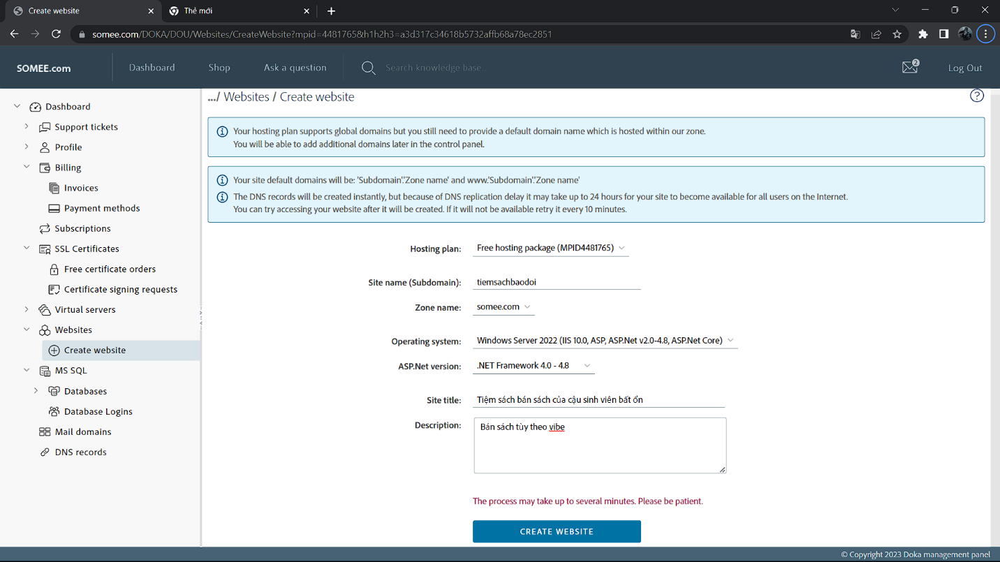 Create website
Thẻ mới
somee.com/DOKA/DOU/Websites/CreateWebsite?mpid=4481765&h1h2h3=a3d317c34618b5732affb68a78ec2851
SOMEE.com
Dashboard
Shop
Ask a question
Search knowledge base...
2
Log Out
Dashboard
Support tickets
Profile
Billing
Invoices
Payment methods
Subscriptions
SSL Certificates
Free certificate orders
Certificate signing requests
Virtual servers
Websites
Create website
MS SQL
Databases
Database Logins
Mail domains
DNS records
.../ Websites / Create website
Your hosting plan supports global domains but you still need to provide a default domain name which is hosted within our zone.
You will be able to add additional domains later in the control panel.
Your site default domains will be: 'Subdomain'.'Zone name' and www.'Subdomain'.'Zone name'
The DNS records will be created instantly, but because of DNS replication delay it may take up to 24 hours for your site to become available for all users on the Internet.
You can try accessing your website after it will be created. If it will not be available retry it every 10 minutes.
Hosting plan: Free hosting package (MPID4481765)
Site name (Subdomain): tiemsachbaodoi
Zone name: somee.com
Operating system: Windows Server 2022 (IIS 10.0, ASP, ASP.Net v2.0-4.8, ASP.Net Core)
ASP.Net version: .NET Framework 4.0 - 4.8
Site title: Tiệm sách bán sách của cậu sinh viên bất ổn
Description: Bán sách tùy theo vibe
The process may take up to several minutes. Please be patient.
CREATE WEBSITE
© Copyright 2023 Doka management panel